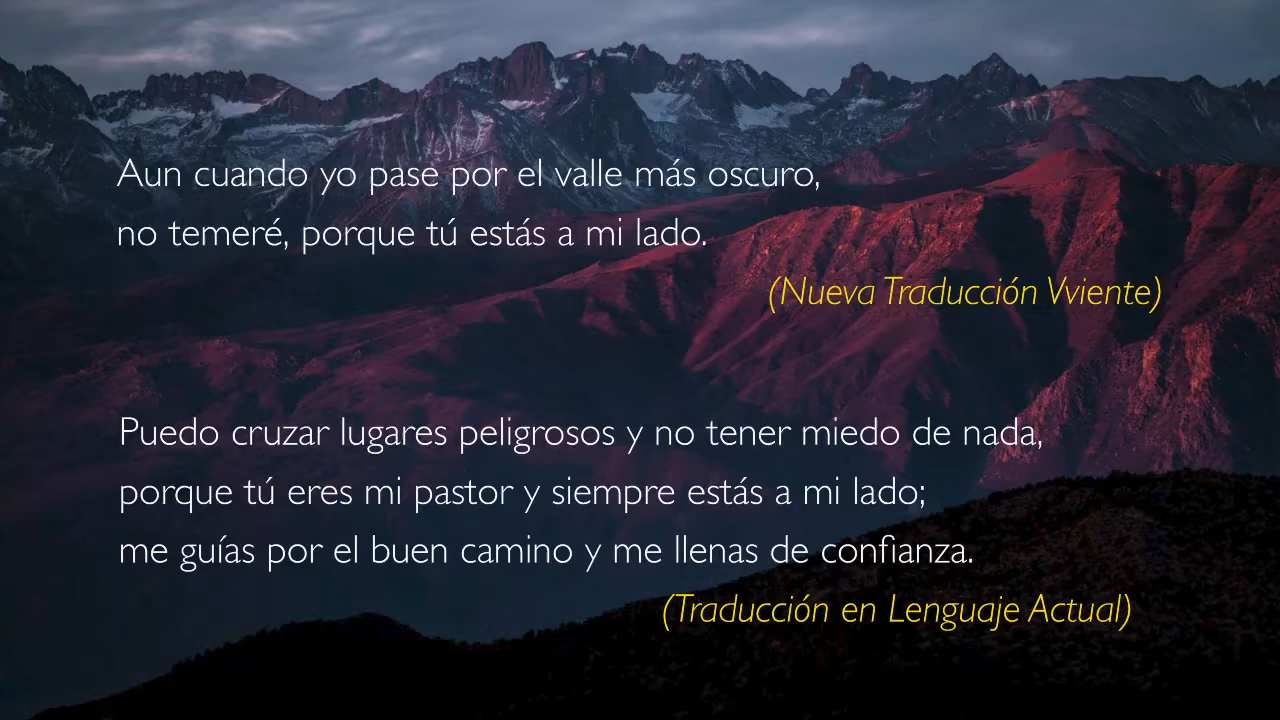 Aun cuando yo pase por el valle más oscuro,
no temeré, porque tú estás a mi lado.
(Nueva Traducción Vviente)
Puedo cruzar lugares peligrosos y no tener miedo de nada,
porque tú eres mi pastor y siempre estás a mi lado;
me guías por el buen camino y me llenas de confianza.
(Traducción en Lenguaje Actual)